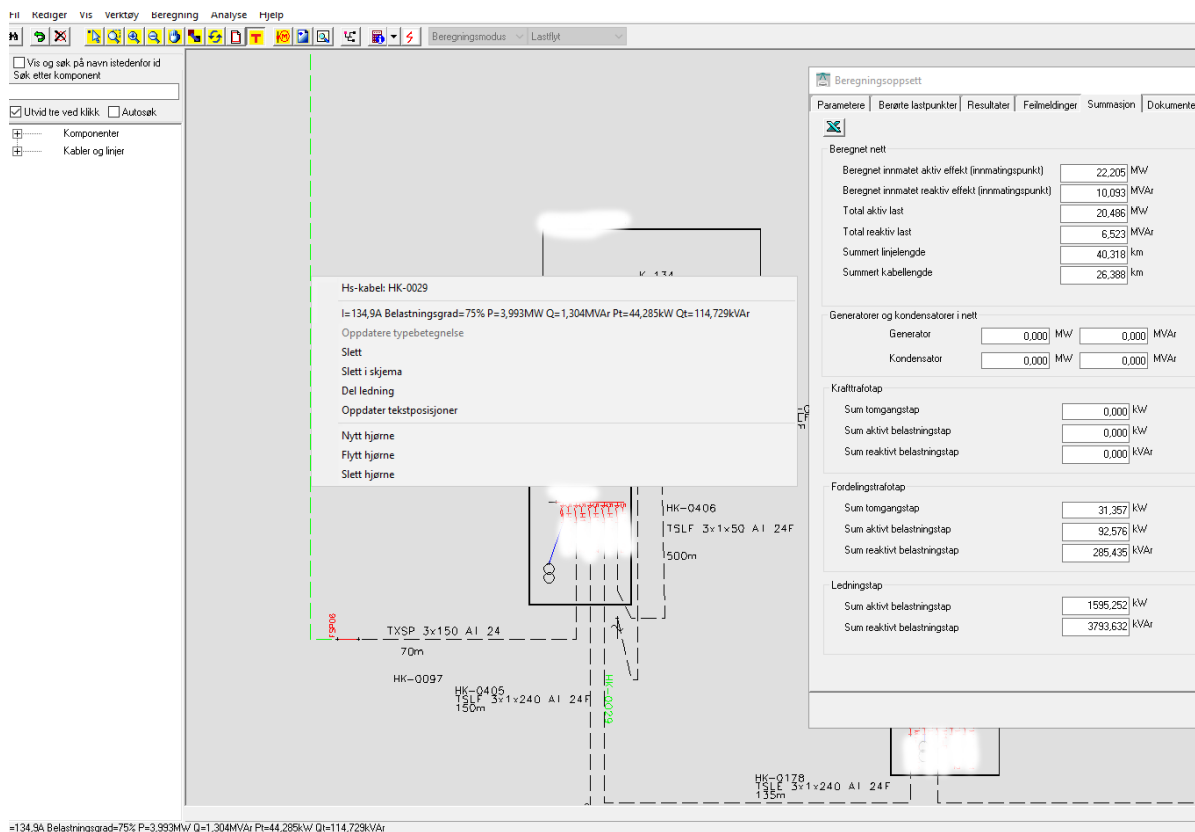 Fil Rediger Vis Verktøy Beregning Analyse Hjelp
Beregningsmodus Lastflyt
Vis og søk på navn istedenfor id
Søk etter komponent
Utvid tre ved klikk Autosøk
Komponenter
Kabler og linjer
K-134
Hs-kabel: HK-0029
I=134,9A Belastningsgrad=75% P=3,993MW Q=1,304MVAr Pt=44,285kW Qt=114,729kVAr
Oppdatere typebetegnelse
Slett
Slett i skjema
Del ledning
Oppdater tekstposisjoner
Nytt hjørne
Flytt hjørne
Slett hjørne
HK-0406
TSLF 3x1x50 Al 24F
500m
FSP06
TXSP 3x150 Al 24
70m
HK-0097
HK-0405
TSLF 3x1x240 Al 24F
150m
HK-0029
HK-0178
TSLE 3x1x240 Al 24F
135m
Beregningsoppsett
Parametere Berørte lastpunkter Resultater Feilmeldinger Summasjon Dokumente
Beregnet nett
Beregnet innmatet aktiv effekt (innmatingspunkt) 22,205 MW
Beregnet innmatet reaktiv effekt (innmatingspunkt) 10,093 MVAr
Total aktiv last 20,486 MW
Total reaktiv last 6,523 MVAr
Summert linjelengde 40,318 km
Summert kabellengde 26,388 km
Generatorer og kondensatorer i nett
Generator 0,000 MW 0,000 MVAr
Kondensator 0,000 MW 0,000 MVAr
Krafttrafotap
Sum tomgangstap 0,000 kW
Sum aktivt belastningstap 0,000 kW
Sum reaktivt belastningstap 0,000 kVAr
Fordelingstrafotap
Sum tomgangstap 31,357 kW
Sum aktivt belastningstap 92,576 kW
Sum reaktivt belastningstap 285,435 kVAr
Ledningstap
Sum aktivt belastningstap 1595,252 kW
Sum reaktivt belastningstap 3793,632 kVAr
=134,9A Belastningsgrad=75% P=3,993MW Q=1,304MVAr Pt=44,285kW Qt=114,729kVAr